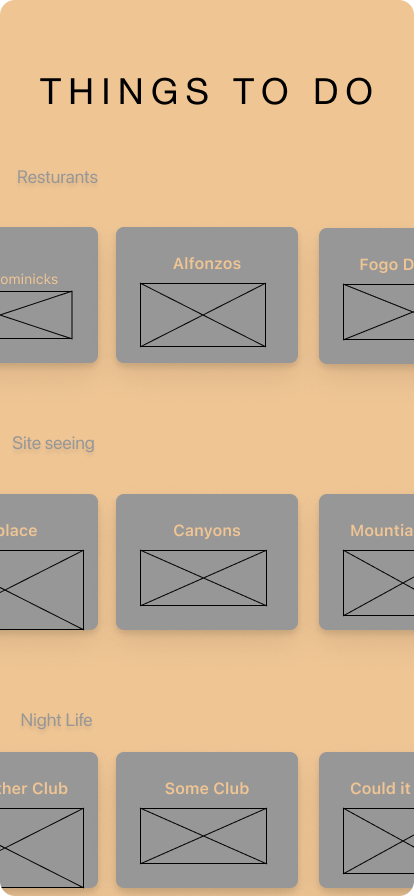 THINGS TO DO
Resturants
ominicks
Alfonzos
Fogo D
Site seeing
place
Canyons
Mountia
Night Life
ther Club
Some Club
Could it